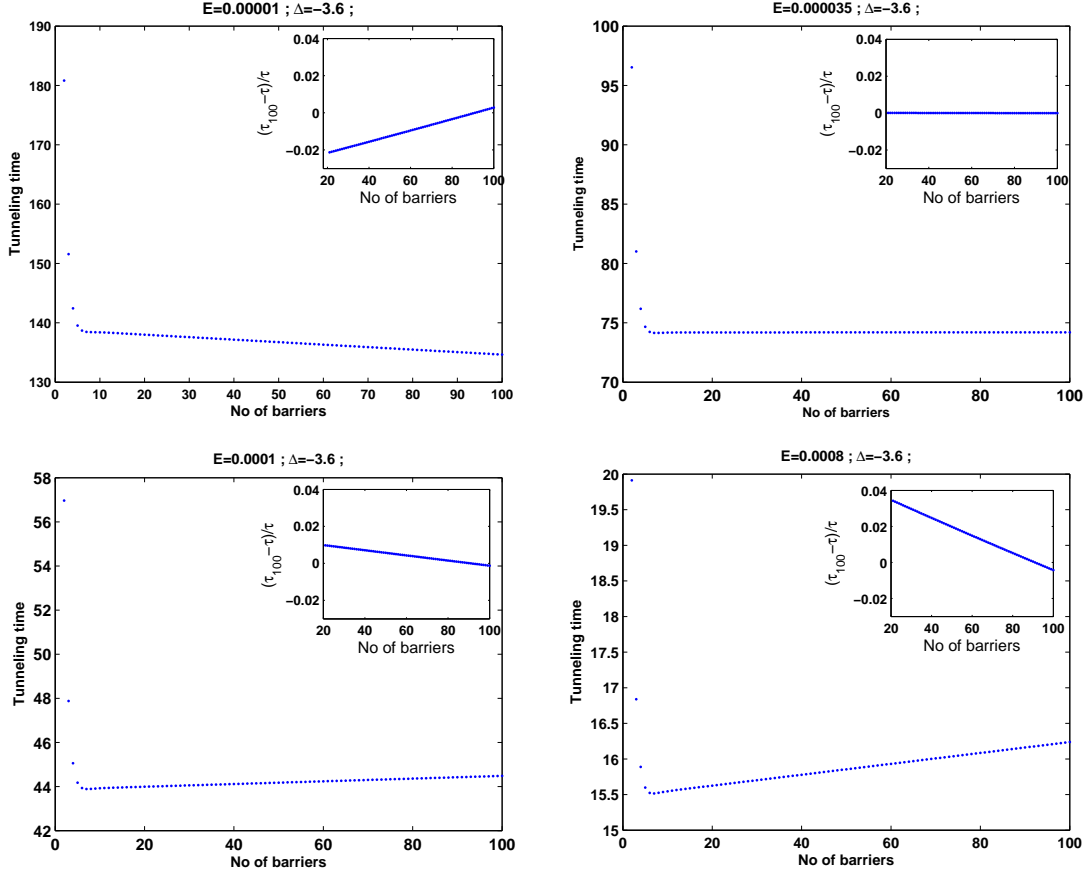 E=0.00001 ; Δ=−3.6 ;
190
180
170
160
150
140
130
Tunneling time
0 10 20 30 40 50 60 70 80 90 100
No of barriers
0.04
0.02
0
−0.02
(τ100−τ)/τ
20 40 60 80 100
No of barriers
E=0.000035 ; Δ=−3.6 ;
100
95
90
85
80
75
70
Tunneling time
0 20 40 60 80 100
No of barriers
0.04
0.02
0
−0.02
(τ100−τ)/τ
20 40 60 80 100
No of barriers
E=0.0001 ; Δ=−3.6 ;
58
56
54
52
50
48
46
44
42
Tunneling time
0 20 40 60 80 100
No of barriers
0.04
0.02
0
−0.02
(τ100−τ)/τ
20 40 60 80 100
No of barriers
E=0.0008 ; Δ=−3.6 ;
20
19.5
19
18.5
18
17.5
17
16.5
16
15.5
15
Tunneling time
0 20 40 60 80 100
No of barriers
0.04
0.02
0
−0.02
(τ100−τ)/τ
20 40 60 80 100
No of barriers